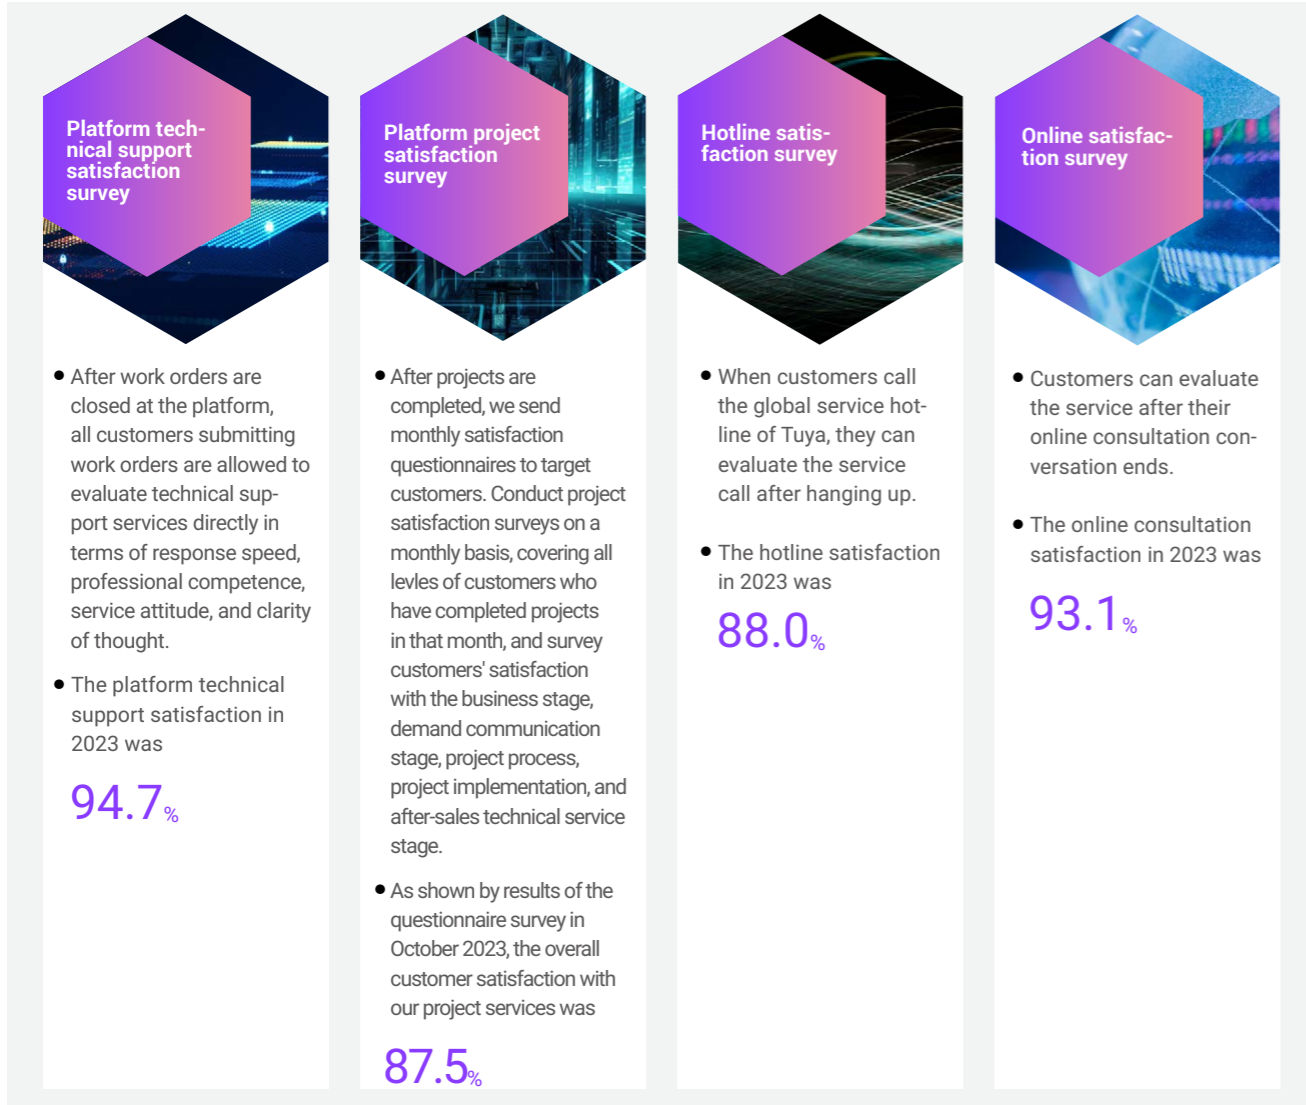 Platform tech-
nical support
satisfaction
survey
• After work orders are
closed at the platform,
all customers submitting
work orders are allowed to
evaluate technical sup-
port services directly in
terms of response speed,
professional competence,
service attitude, and clarity
of thought.
• The platform technical
support satisfaction in
2023 was
94.7%
Platform project
satisfaction
survey
• After projects are
completed, we send
monthly satisfaction
questionnaires to target
customers. Conduct project
satisfaction surveys on a
monthly basis, covering all
levles of customers who
have completed projects
in that month, and survey
customers' satisfaction
with the business stage,
demand communication
stage, project process,
project implementation, and
after-sales technical service
stage.
• As shown by results of the
questionnaire survey in
October 2023, the overall
customer satisfaction with
our project services was
87.5%
Hotline satis-
faction survey
• When customers call
the global service hot-
line of Tuya, they can
evaluate the service
call after hanging up.
• The hotline satisfaction
in 2023 was
88.0%
Online satisfac-
tion survey
• Customers can evaluate
the service after their
online consultation con-
versation ends.
• The online consultation
satisfaction in 2023 was
93.1%